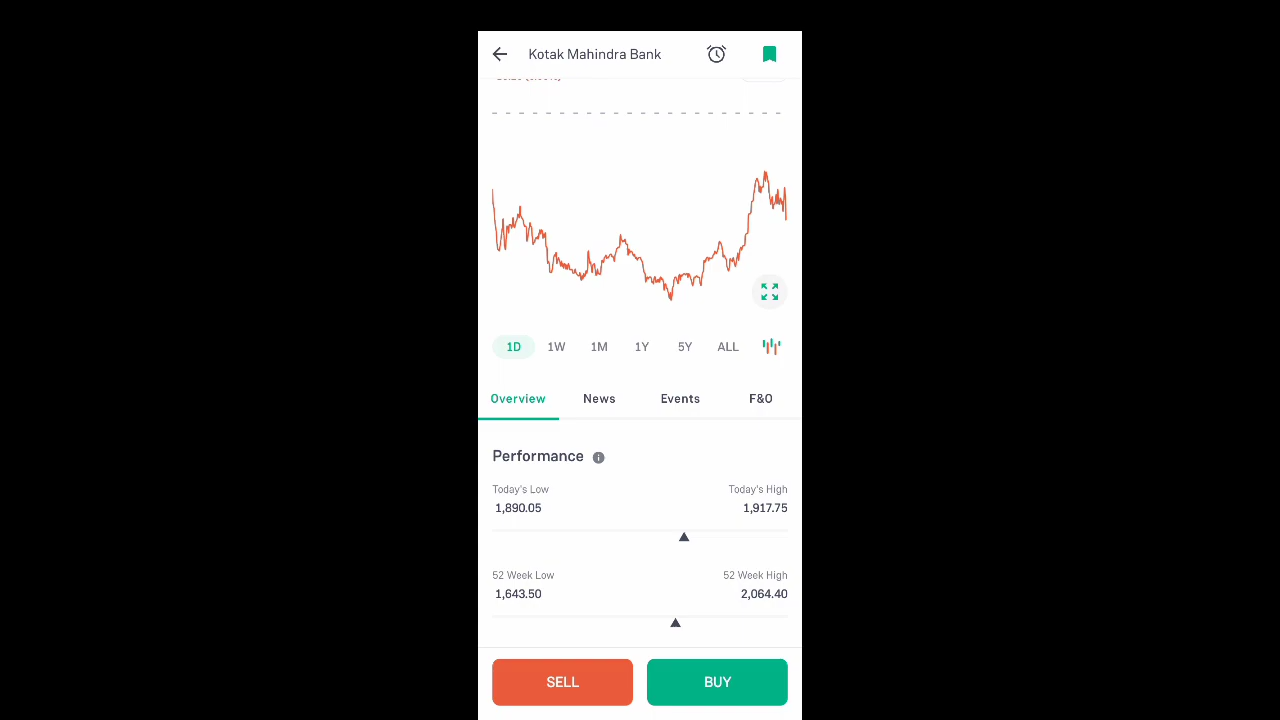 Kotak Mahindra Bank
1D 1W 1M 1Y 5Y ALL
Overview News Events F&O
Performance
Today's Low Today's High
1,890.05 1,917.75
52 Week Low 52 Week High
1,643.50 2,064.40
SELL BUY